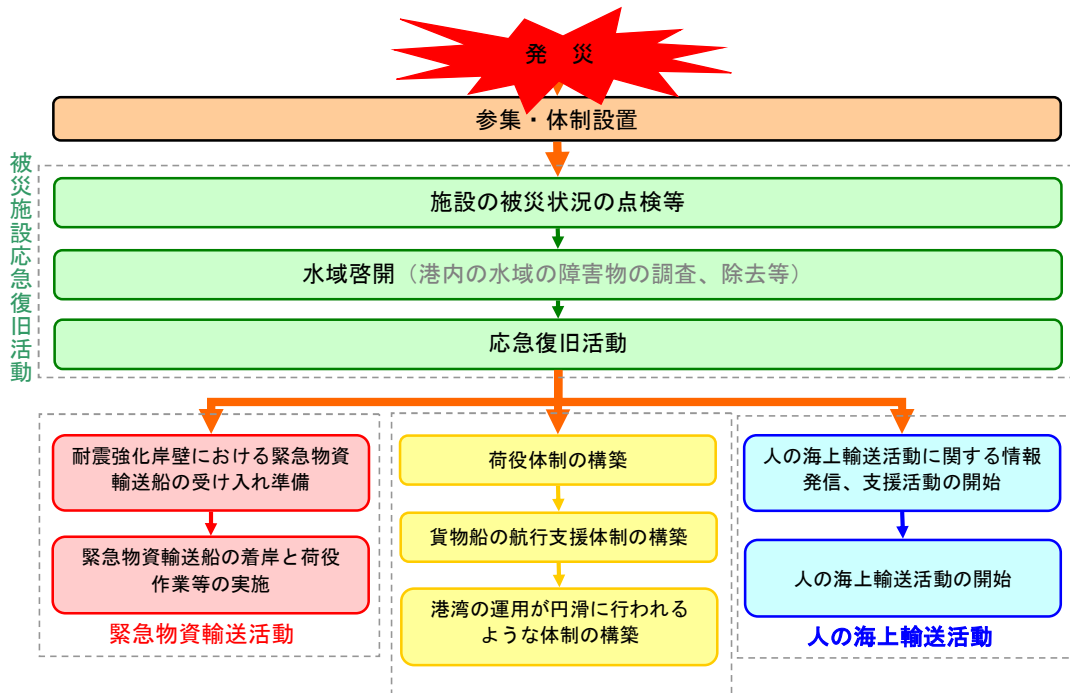 発　災
参集・体制設置
被災施設応急復旧活動
施設の被災状況の点検等
水域啓開（港内の水域の障害物の調査、除去等）
応急復旧活動
耐震強化岸壁における緊急物資
輸送船の受け入れ準備
緊急物資輸送船の着岸と荷役
作業等の実施
緊急物資輸送活動
荷役体制の構築
貨物船の航行支援体制の構築
港湾の運用が円滑に行われる
ような体制の構築
人の海上輸送活動に関する情報
発信、支援活動の開始
人の海上輸送活動の開始
人の海上輸送活動